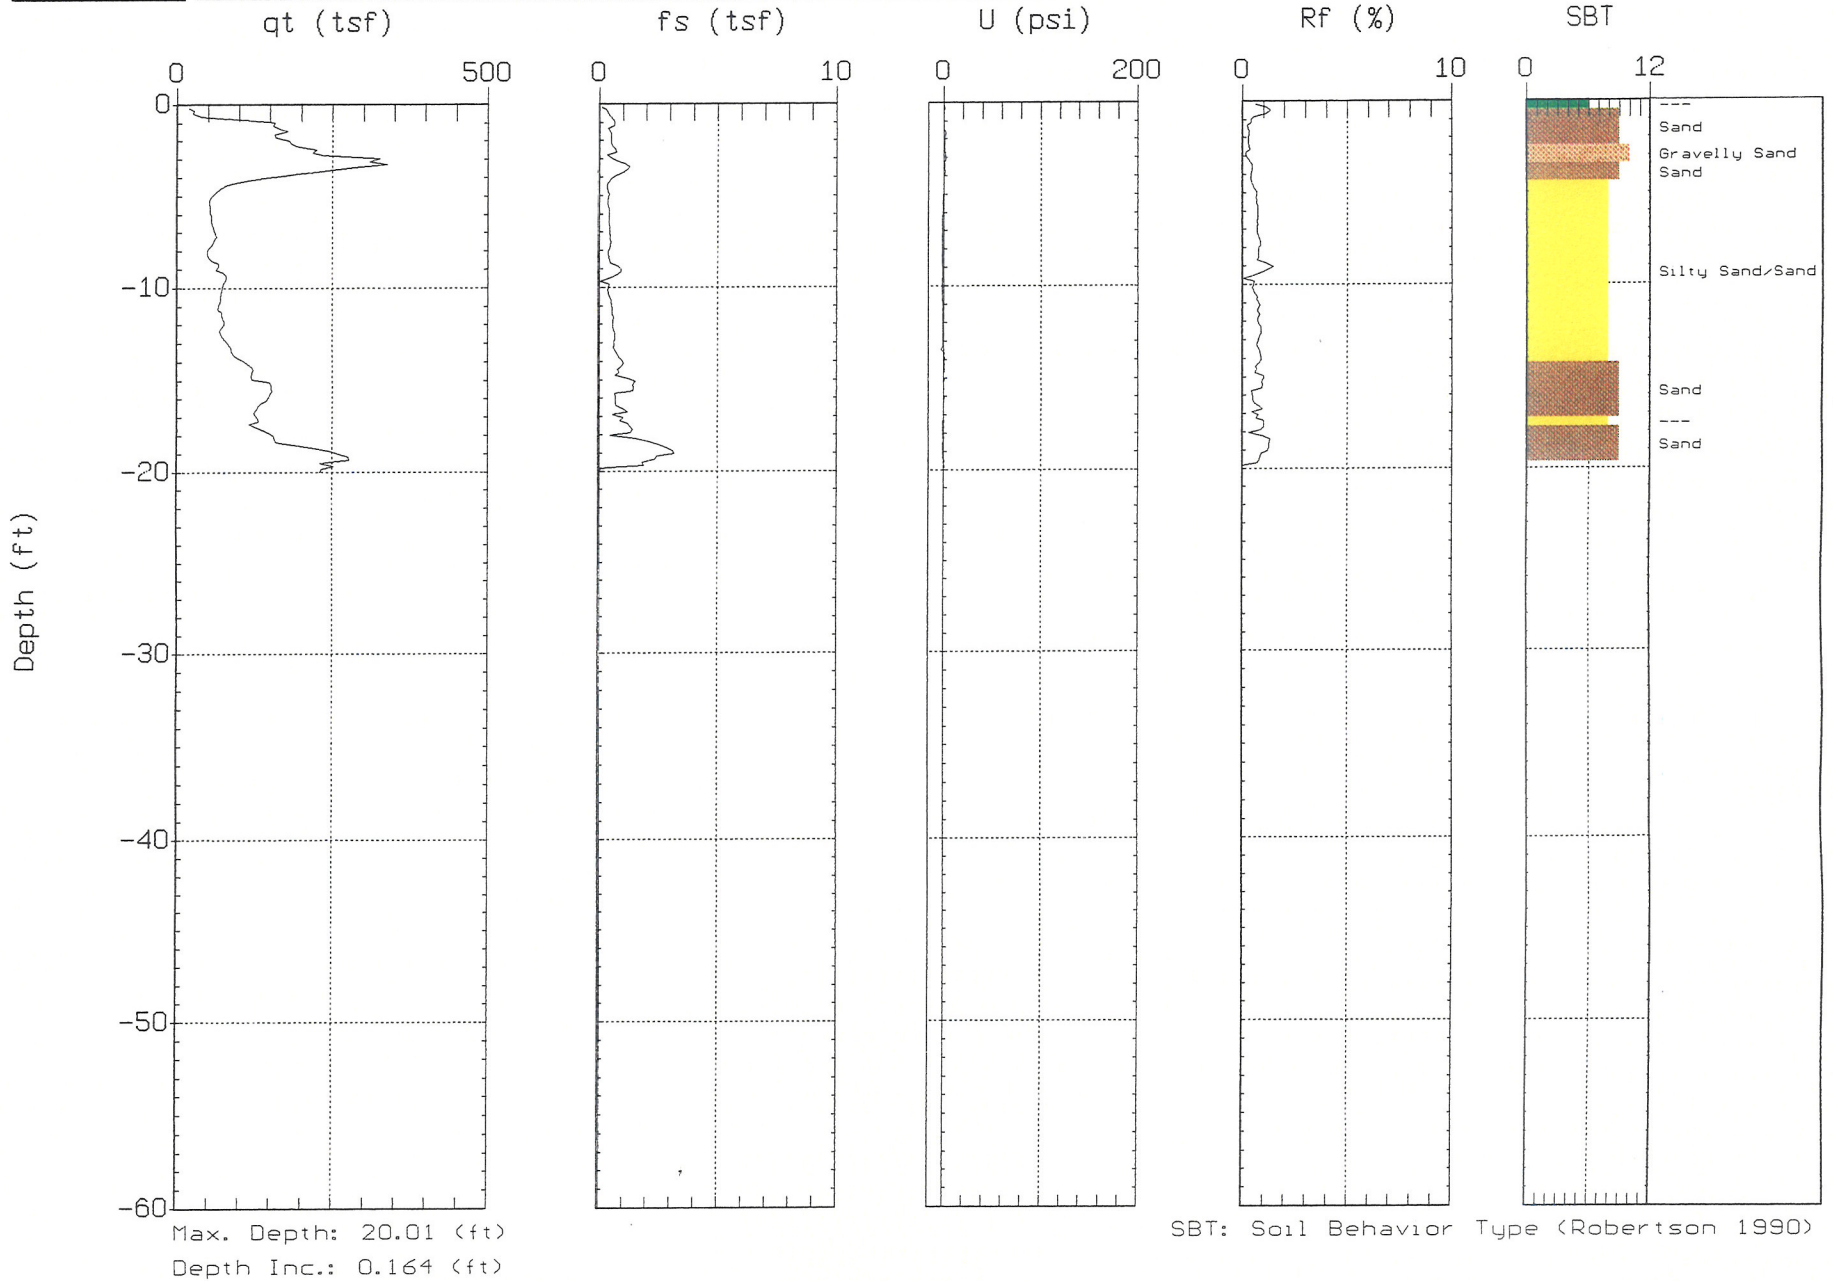 qt (tsf) fs (tsf) U (psi) Rf (%) SBT
0 500 0 10 0 200 0 10 0 12
0
---
Sand
Gravelly Sand
Sand
Silty Sand/Sand
-10
Sand
---
Sand
-20
Depth (ft)
-30
-40
-50
-60
Max. Depth: 20.01 (ft)
SBT: Soil Behavior Type (Robertson 1990)
Depth Inc.: 0.164 (ft)